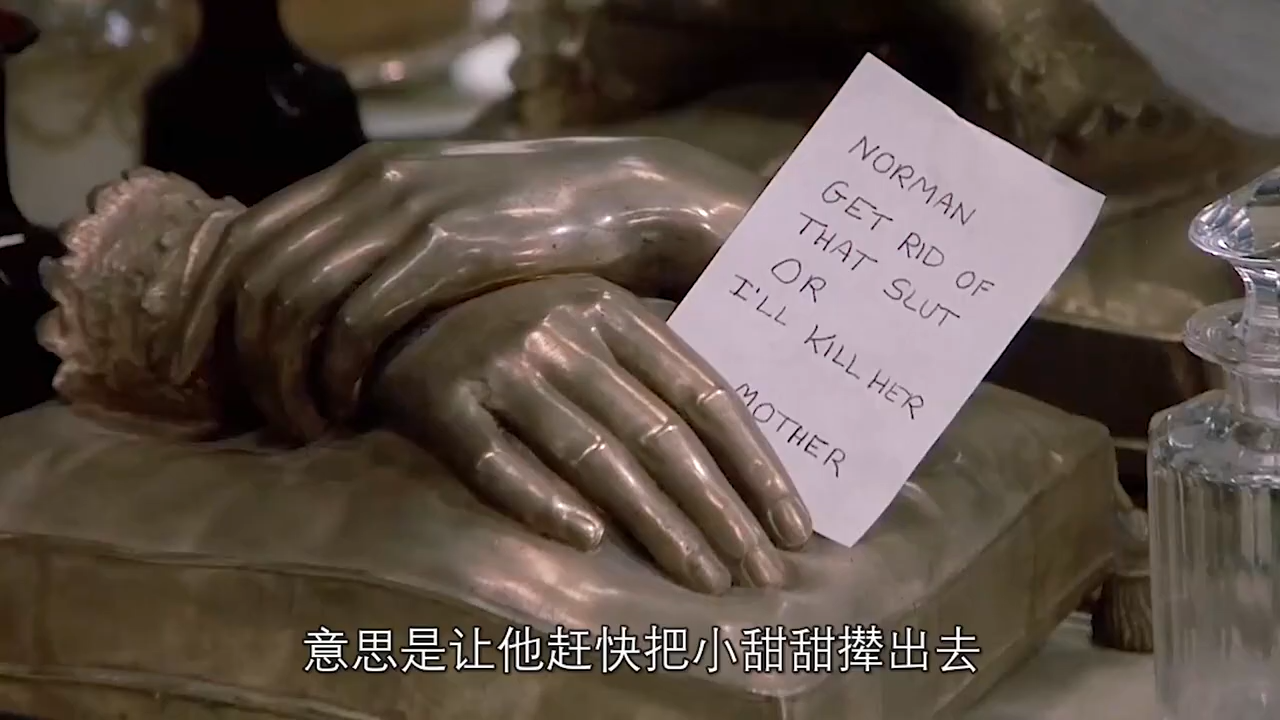 NORMAN
GET RID OF
THAT SLUT
OR
I'LL KILL HER
MOTHER
意思是让他赶快把小甜甜撵出去